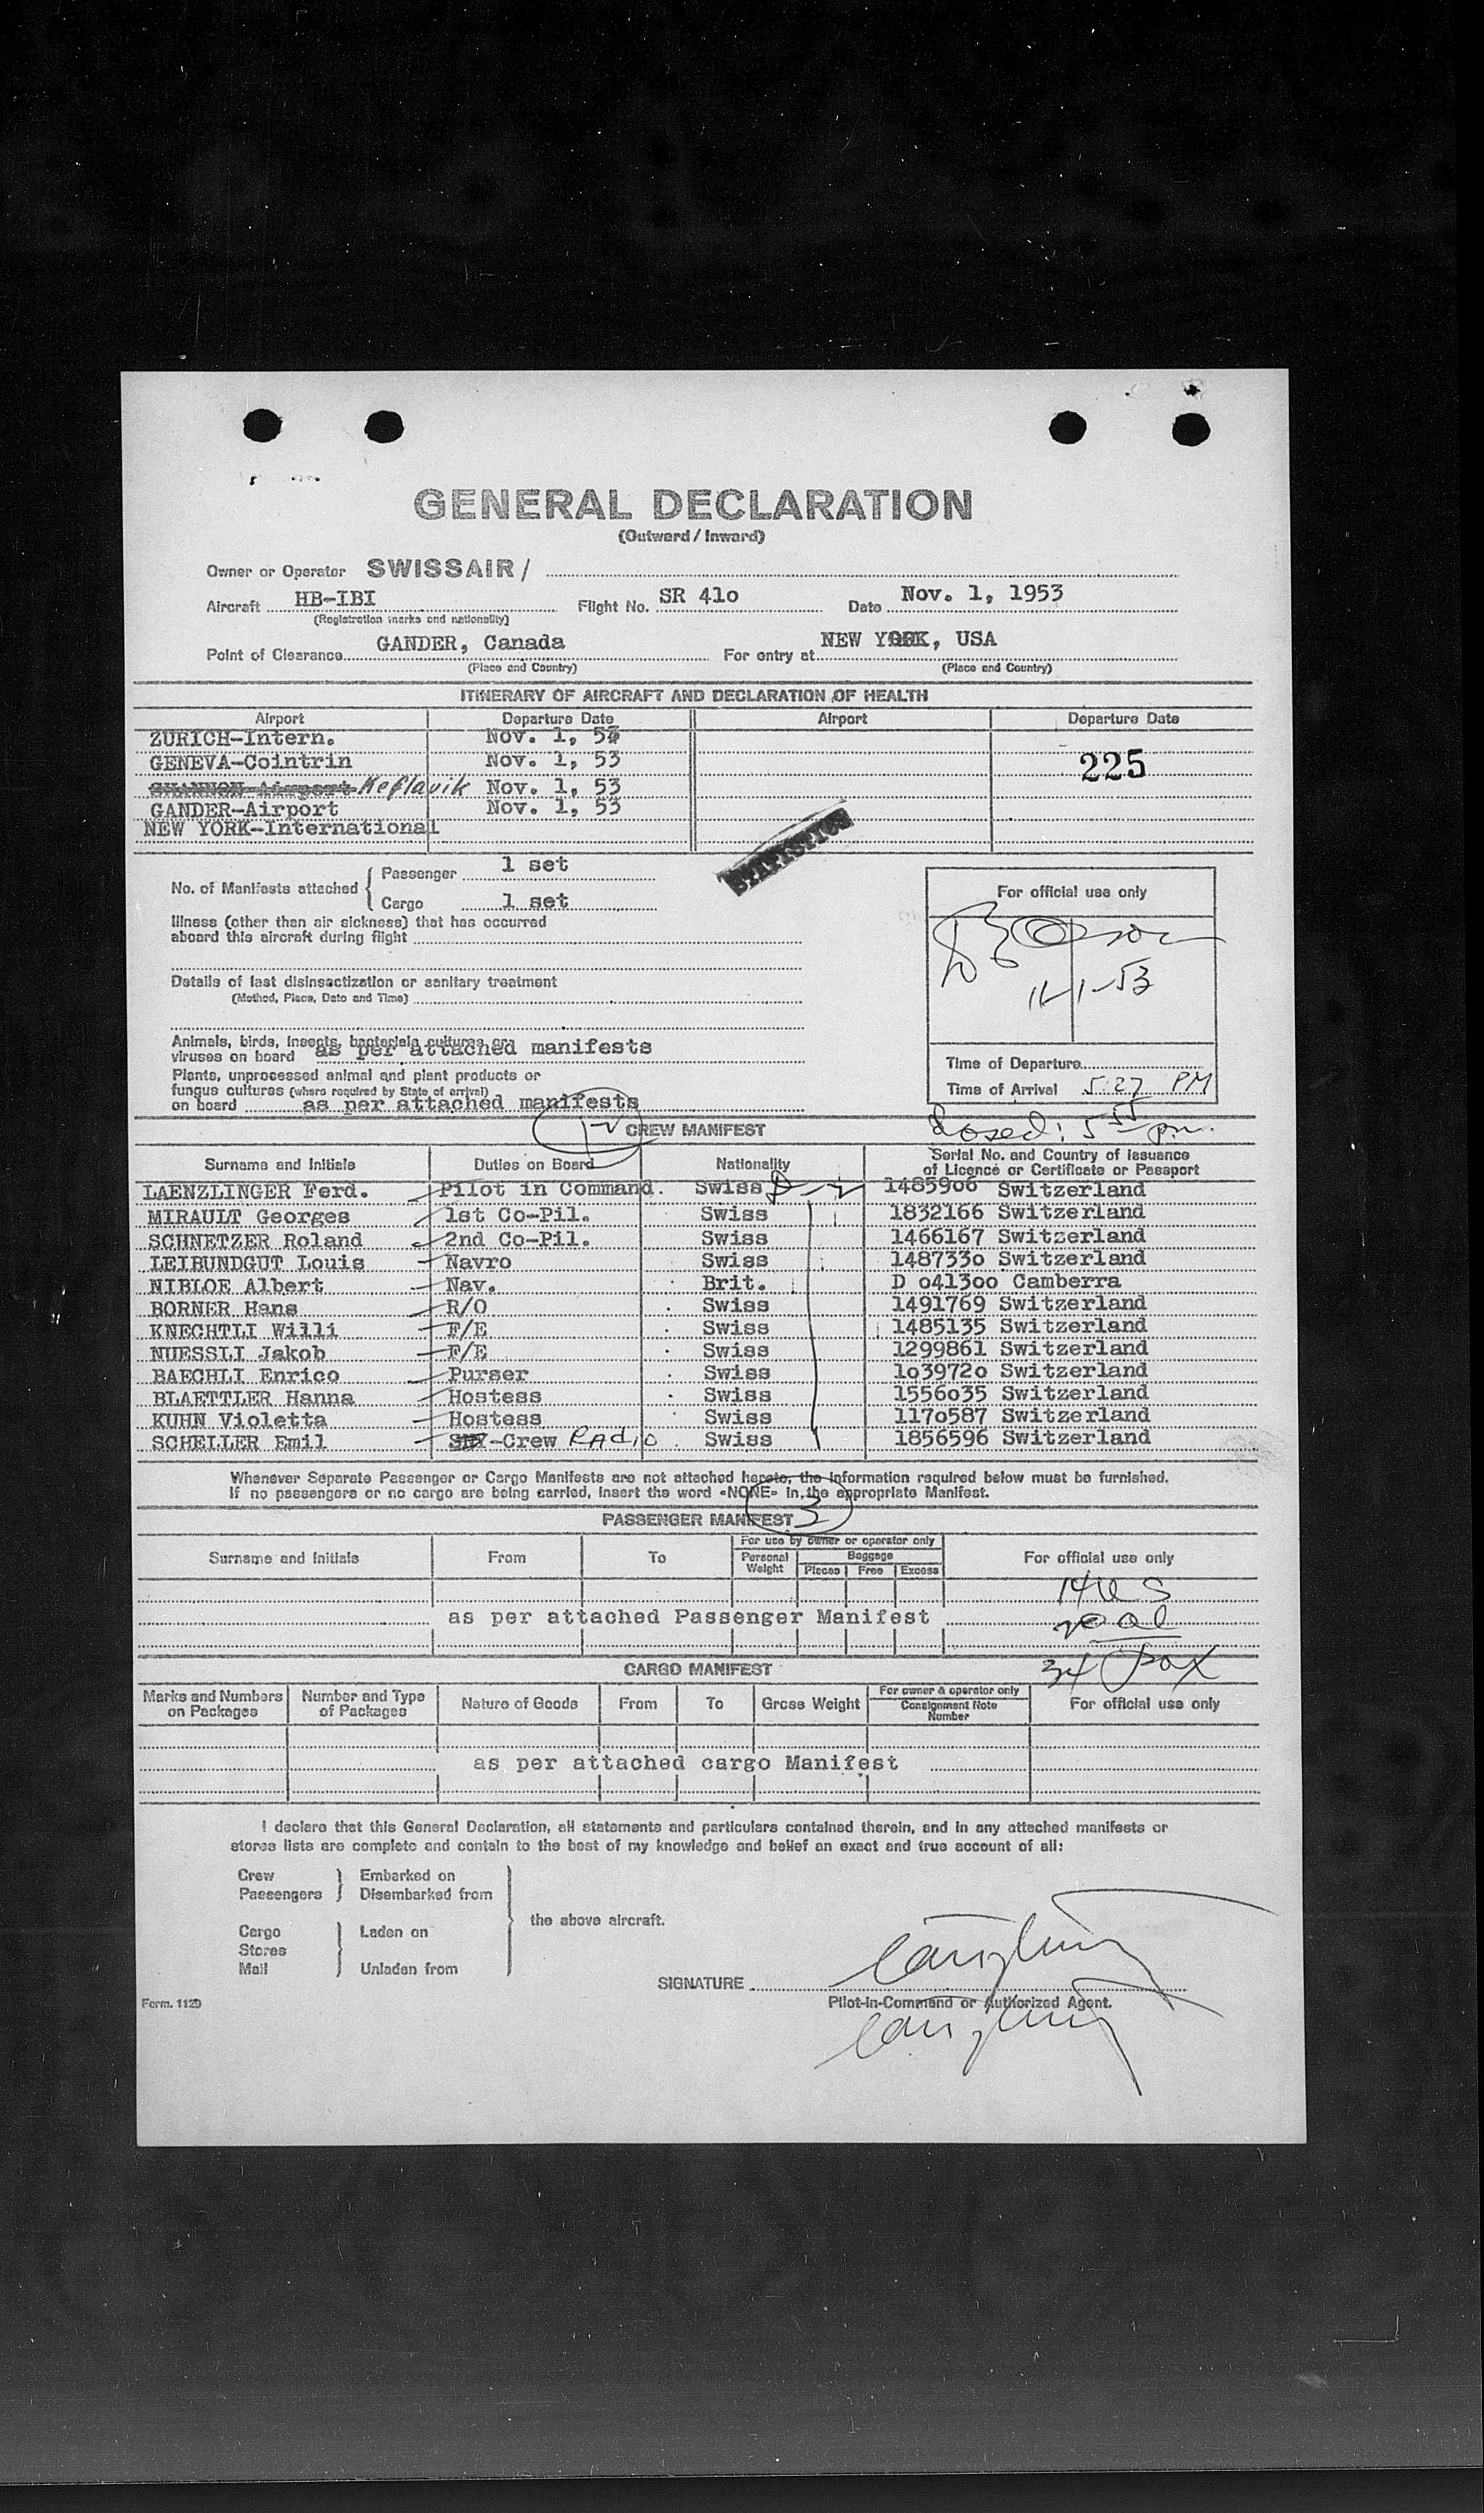 GENERAL DECLARATION
(Outward / Inward)
Owner or Operator SWISSAIR /
Aircraft HB-IBI Flight No. SR 41o Date Nov. 1, 1953
(Registration marks and nationality)
Point of Clearance GANDER, Canada For entry at NEW YORK, USA
(Place and Country) (Place and Country)
ITINERARY OF AIRCRAFT AND DECLARATION OF HEALTH
Airport Departure Date Airport Departure Date
ZURICH-Intern. Nov. 1, 53
GENEVA-Cointrin Nov. 1, 53 225
SHANNON-Airport Keflavik Nov. 1, 53
GANDER-Airport Nov. 1, 53
NEW YORK-International
STATISTICS
No. of Manifests attached { Passenger 1 set
Cargo 1 set
For official use only
Illness (other than air sickness) that has occurred
aboard this aircraft during flight
11-1-53
Details of last disinsectization or sanitary treatment
(Method, Place, Date and Time)
Animals, birds, insects, bacterials cultures or
viruses on board as per attached manifests
Time of Departure
Plants, unprocessed animal and plant products or
fungus cultures (where required by State of arrival)
on board as per attached manifests
Time of Arrival 5:27 PM
12 CREW MANIFEST
Closed: 5 55 pm.
Surname and Initials Duties on Board Nationality Serial No. and Country of Issuance
of Licence or Certificate or Passport
LAENZLINGER Ferd. Pilot in Command. Swiss 14859o6 Switzerland
MIRAULT Georges 1st Co-Pil. Swiss 1832166 Switzerland
SCHNETZER Roland 2nd Co-Pil. Swiss 1466167 Switzerland
LEIBUNDGUT Louis Navro Swiss 148733o Switzerland
NIBLOE Albert Nav. Brit. D o413oo Camberra
BORNER Hans R/O Swiss 1491769 Switzerland
KNECHTLI Willi F/E Swiss 1485135 Switzerland
NUESSLI Jakob F/E Swiss 1299861 Switzerland
BAECHLI Enrico Purser Swiss 1o3972o Switzerland
BLAETTLER Hanna Hostess Swiss 1556o35 Switzerland
KUHN Violetta Hostess Swiss 117o587 Switzerland
SCHELLER Emil -Crew RAdio Swiss 1856596 Switzerland
Whenever Separate Passenger or Cargo Manifests are not attached hereto, the information required below must be furnished.
If no passengers or no cargo are being carried, insert the word «NONE» in the appropriate Manifest.
PASSENGER MANIFEST 3
Surname and Initials From To For use by owner or operator only For official use only
Personal Weight Baggage
Pieces Free Excess
14 US
as per attached Passenger Manifest 20 al
34 pax
CARGO MANIFEST
Marks and Numbers on Packages Number and Type of Packages Nature of Goods From To Gross Weight For owner & operator only For official use only
Consignment Note Number
as per attached cargo Manifest
I declare that this General Declaration, all statements and particulars contained therein, and in any attached manifests or
stores lists are complete and contain to the best of my knowledge and belief an exact and true account of all:
Crew Embarked on
Passengers Disembarked from
the above aircraft.
Cargo Laden on
Stores
Mail Unladen from
SIGNATURE
Form. 1129 Pilot-in-Command or Authorized Agent.